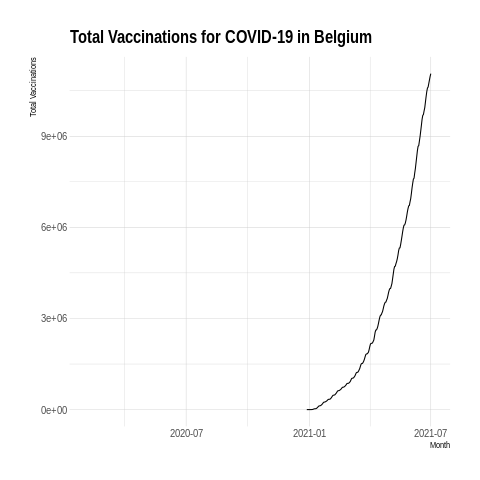 Total Vaccinations for COVID-19 in Belgium
Total Vaccinations
9e+06
6e+06
3e+06
0e+00
2020-07
2021-01
2021-07
Month